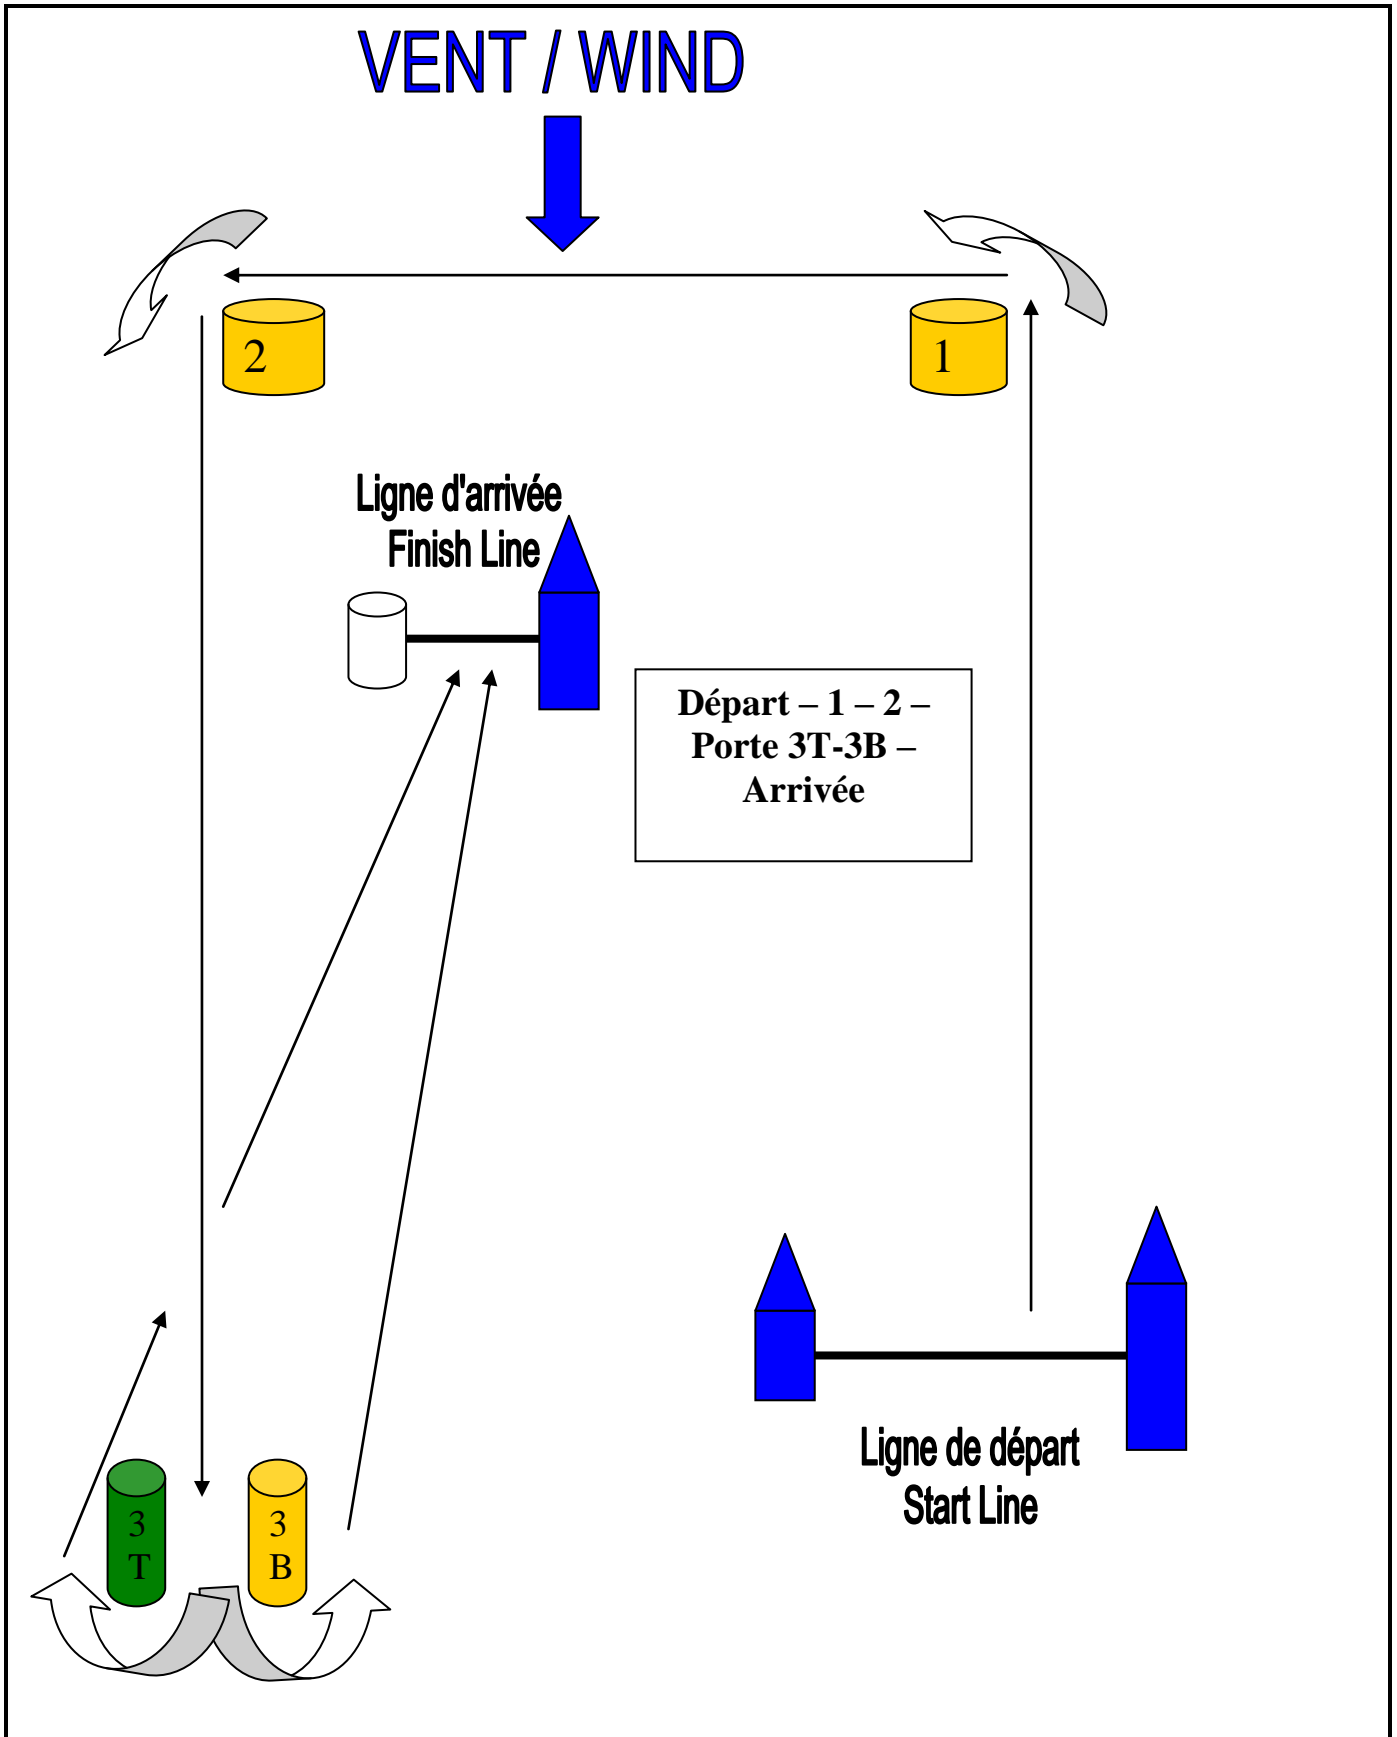 VENT / WIND
2
1
Ligne d'arrivée
Finish Line
Départ – 1 – 2 –
Porte 3T-3B –
Arrivée
Ligne de départ
Start Line
3
T
3
B